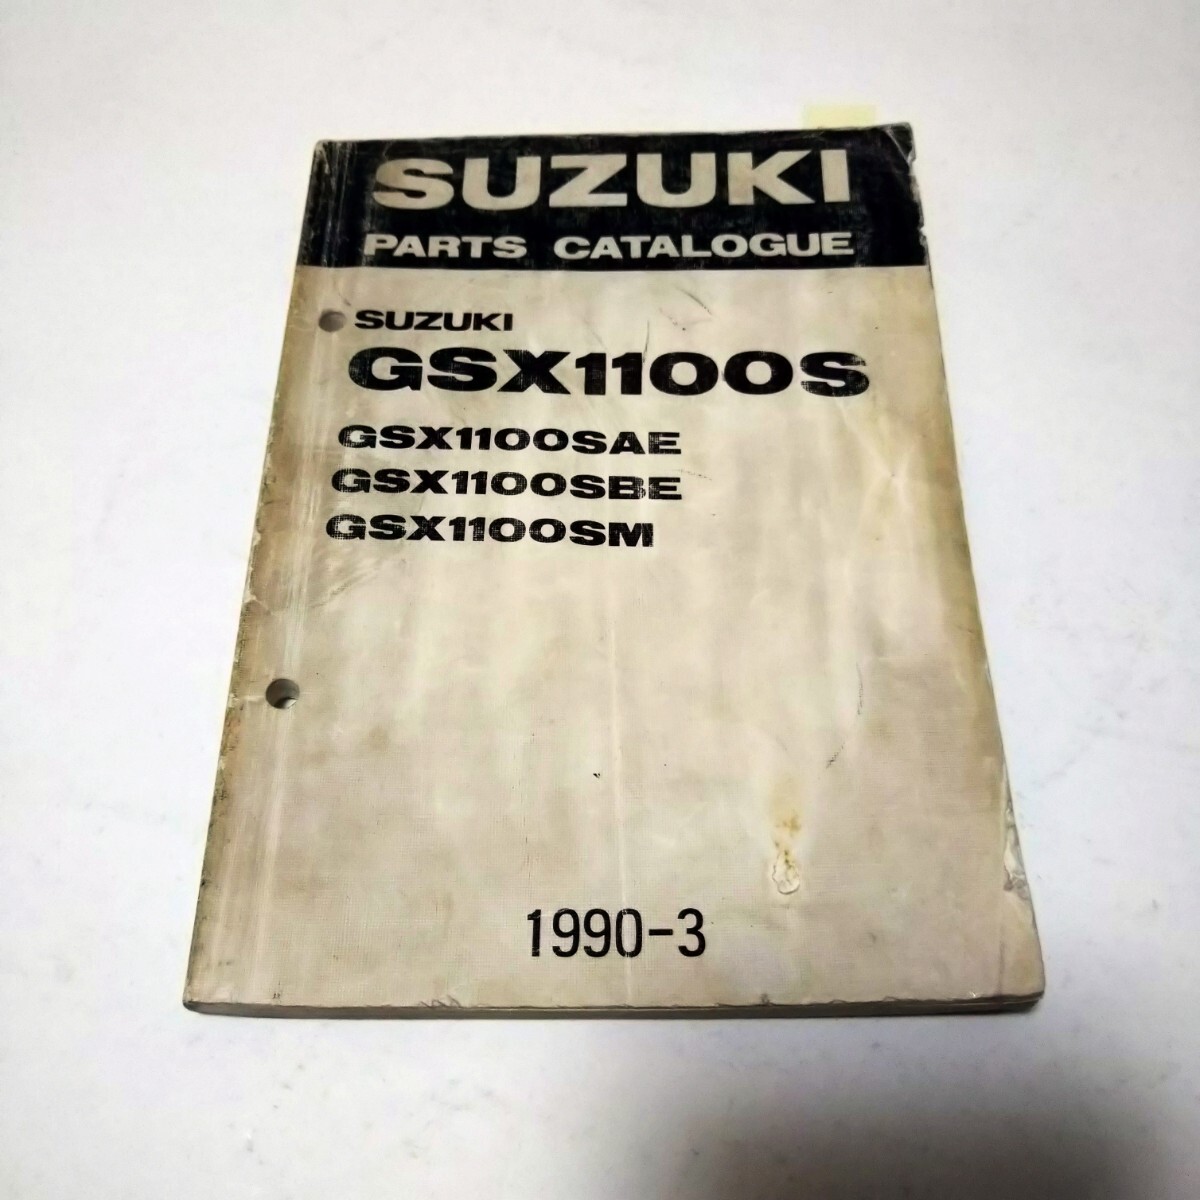 SUZUKI
PARTS CATALOGUE
SUZUKI
GSX1100S
GSX1100SAE
GSX1100SBE
GSX1100SM
1990-3